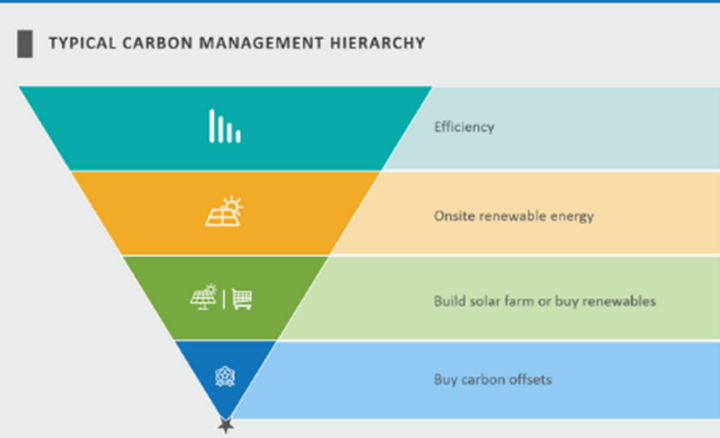 TYPICAL CARBON MANAGEMENT HIERARCHY
Efficiency
Onsite renewable energy
Build solar farm or buy renewables
Buy carbon offsets